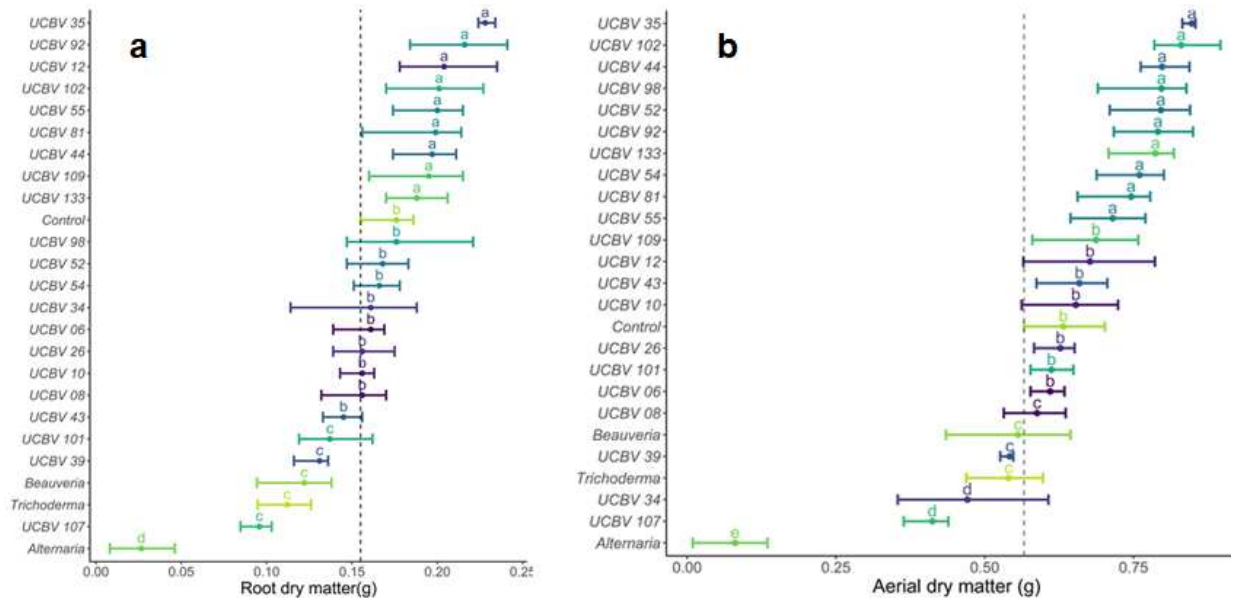 a
UCBV 35 a
UCBV 92 a
UCBV 12 a
UCBV 102 a
UCBV 55 a
UCBV 81 a
UCBV 44 a
UCBV 109 a
UCBV 133 a
Control b
UCBV 98 b
UCBV 52 b
UCBV 54 b
UCBV 34 b
UCBV 06 b
UCBV 26 b
UCBV 10 b
UCBV 08 b
UCBV 43 b
UCBV 101 c
UCBV 39 c
Beauveria c
Trichoderma c
UCBV 107 c
Alternaria d
0.00 0.05 0.10 0.15 0.20 0.25
Root dry matter(g)
b
UCBV 35 a
UCBV 102 a
UCBV 44 a
UCBV 98 a
UCBV 52 a
UCBV 92 a
UCBV 133 a
UCBV 54 a
UCBV 81 a
UCBV 55 a
UCBV 109 b
UCBV 12 b
UCBV 43 b
UCBV 10 b
Control b
UCBV 26 b
UCBV 101 b
UCBV 06 b
UCBV 08 c
Beauveria c
UCBV 39 c
Trichoderma c
UCBV 34 d
UCBV 107 d
Alternaria e
0.00 0.25 0.50 0.75
Aerial dry matter (g)